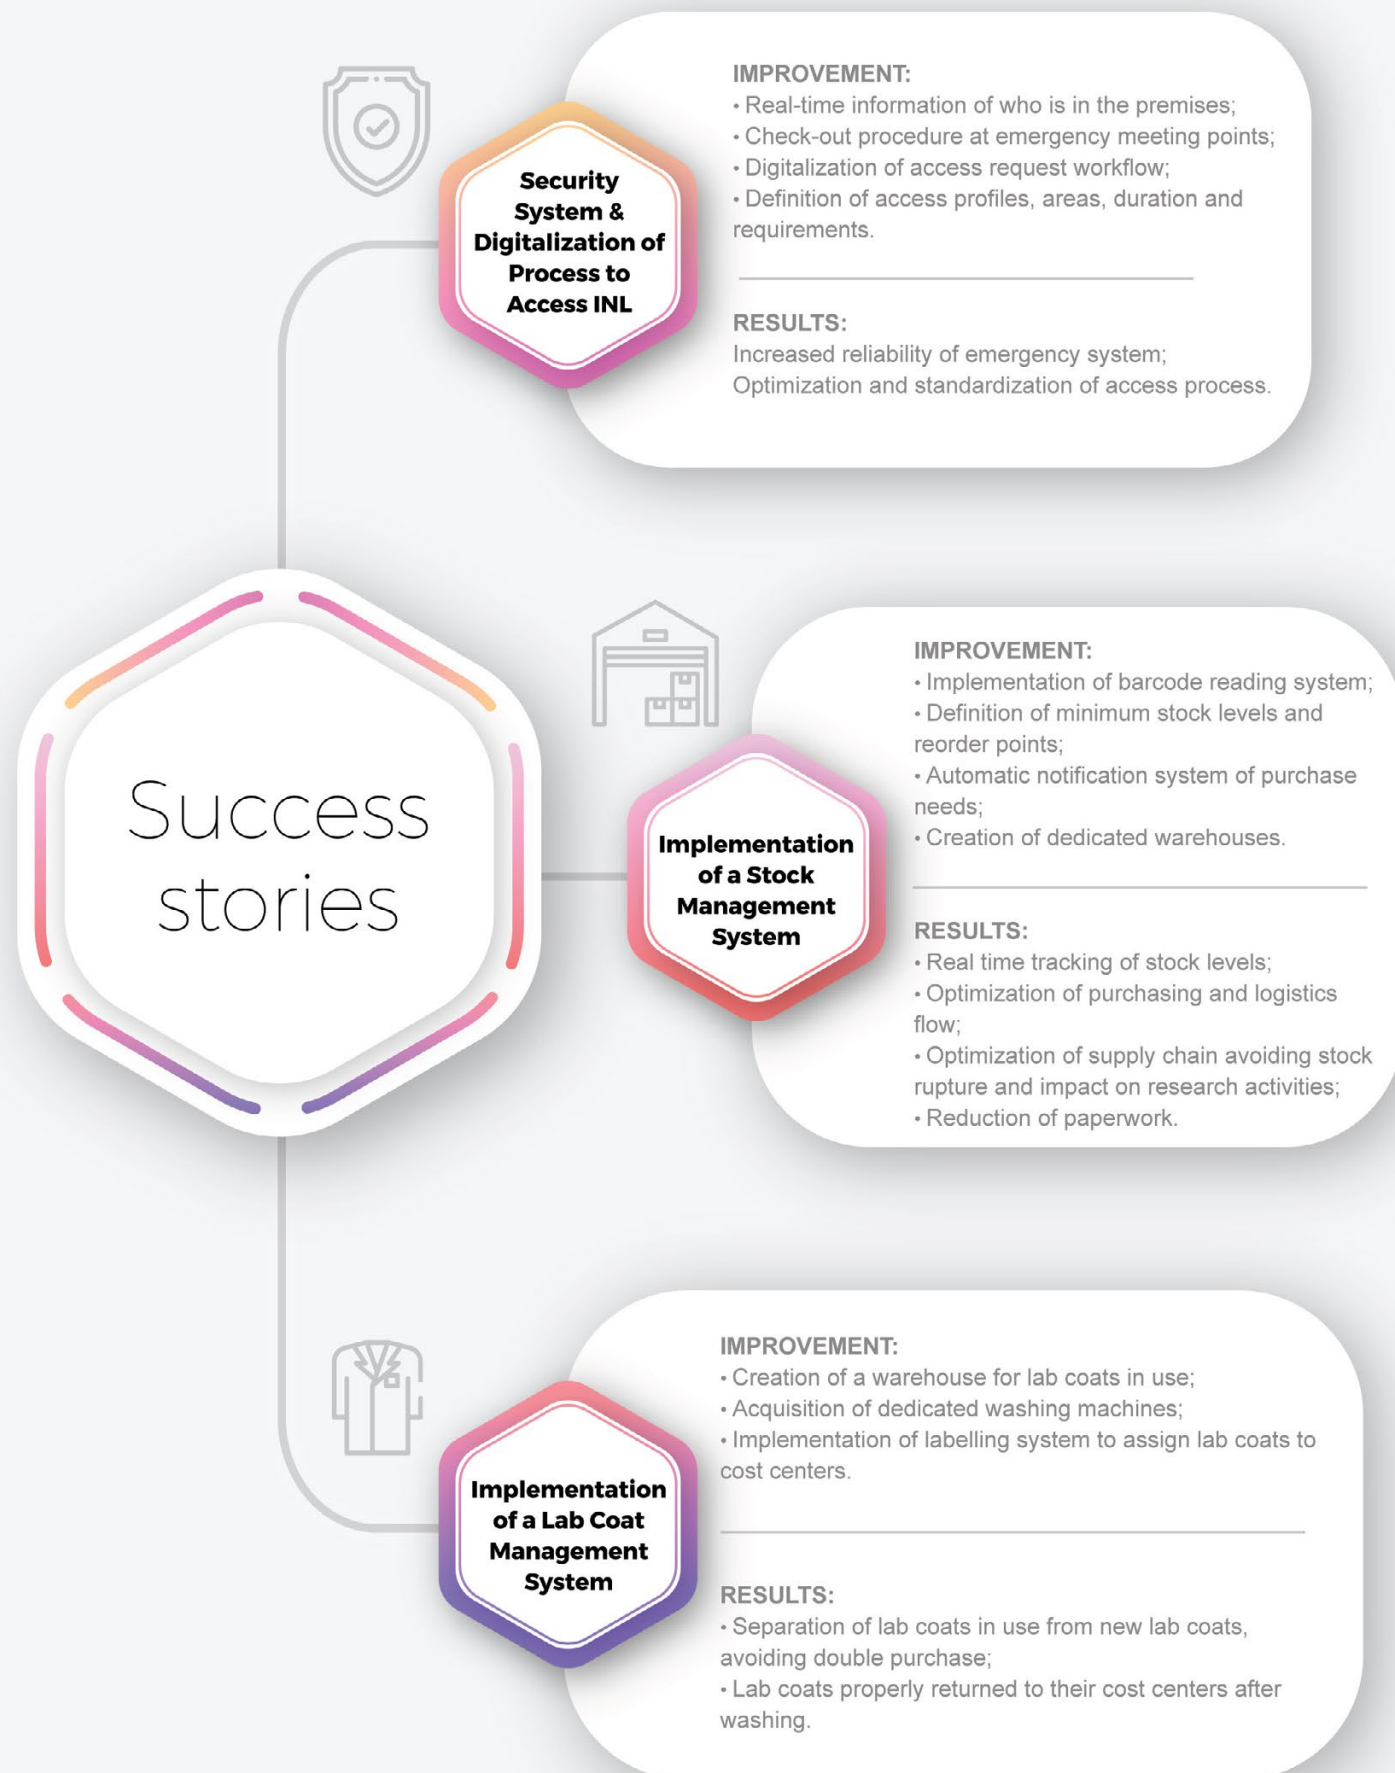 Success
stories
Security
System &
Digitalization of
Process to
Access INL
IMPROVEMENT:
• Real-time information of who is in the premises;
• Check-out procedure at emergency meeting points;
• Digitalization of access request workflow;
• Definition of access profiles, areas, duration and
requirements.
RESULTS:
Increased reliability of emergency system;
Optimization and standardization of access process.
Implementation
of a Stock
Management
System
IMPROVEMENT:
• Implementation of barcode reading system;
• Definition of minimum stock levels and
reorder points;
• Automatic notification system of purchase
needs;
• Creation of dedicated warehouses.
RESULTS:
• Real time tracking of stock levels;
• Optimization of purchasing and logistics
flow;
• Optimization of supply chain avoiding stock
rupture and impact on research activities;
• Reduction of paperwork.
Implementation
of a Lab Coat
Management
System
IMPROVEMENT:
• Creation of a warehouse for lab coats in use;
• Acquisition of dedicated washing machines;
• Implementation of labelling system to assign lab coats to
cost centers.
RESULTS:
• Separation of lab coats in use from new lab coats,
avoiding double purchase;
• Lab coats properly returned to their cost centers after
washing.